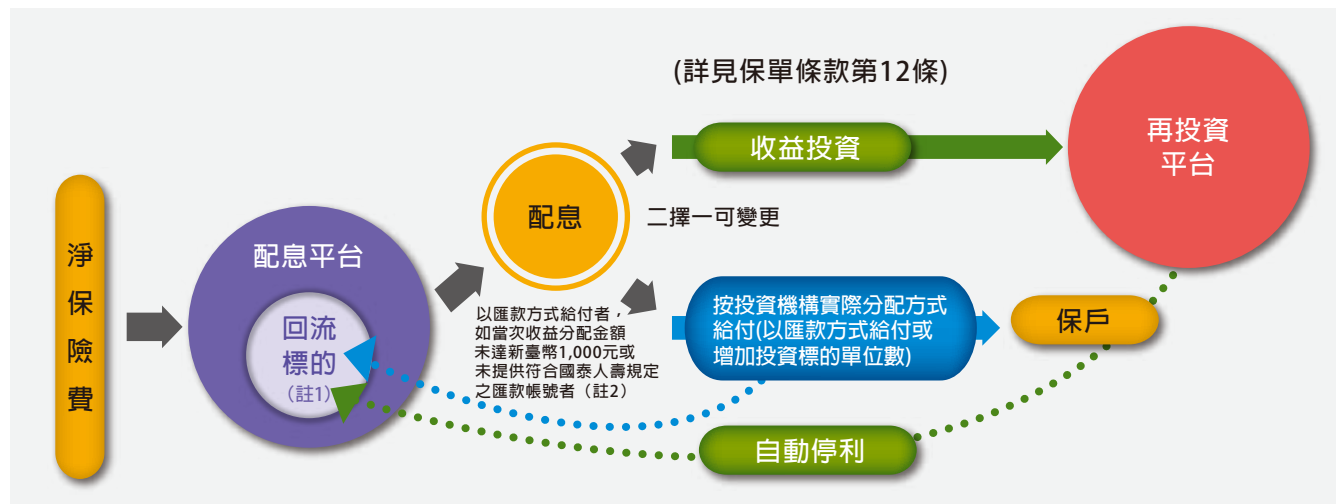 淨保險費
配息平台
回流
標的
(註1)
配息
以匯款方式給付者，
如當次收益分配金額
未達新臺幣1,000元或
未提供符合國泰人壽規定
之匯款帳號者（註2）
二擇一可變更
(詳見保單條款第12條)
收益投資
再投資
平台
按投資機構實際分配方式
給付(以匯款方式給付或
增加投資標的單位數)
保戶
自動停利